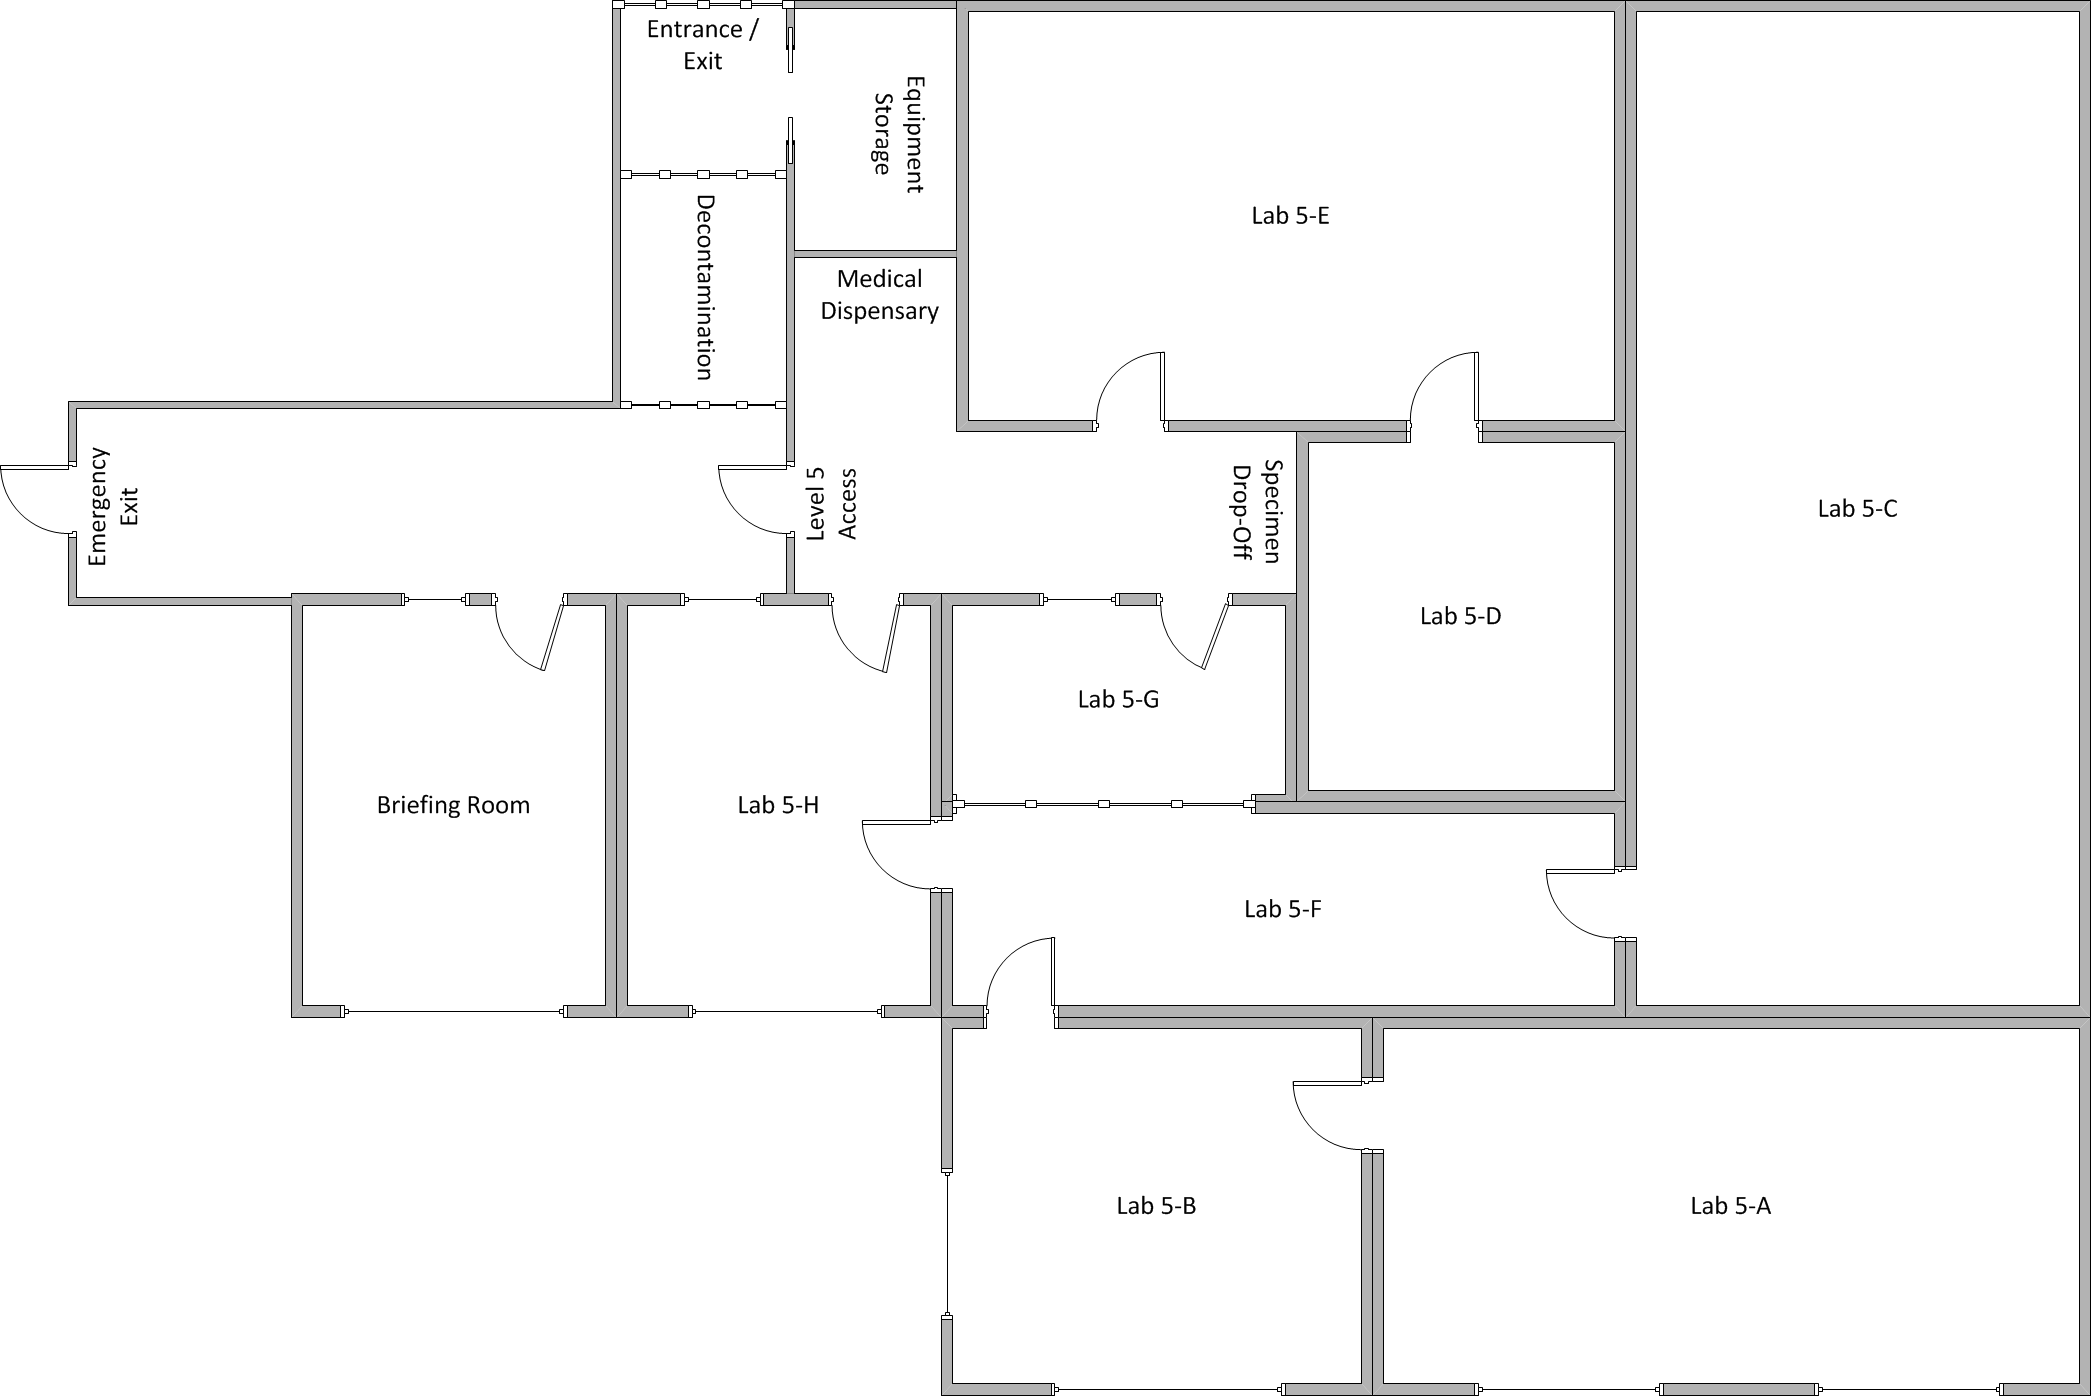 Entrance /
Exit
Equipment
Storage
Decontamination
Medical
Dispensary
Lab 5-E
Lab 5-C
Emergency
Exit
Level 5
Access
Specimen
Drop-Off
Lab 5-D
Lab 5-G
Briefing Room
Lab 5-H
Lab 5-F
Lab 5-B
Lab 5-A